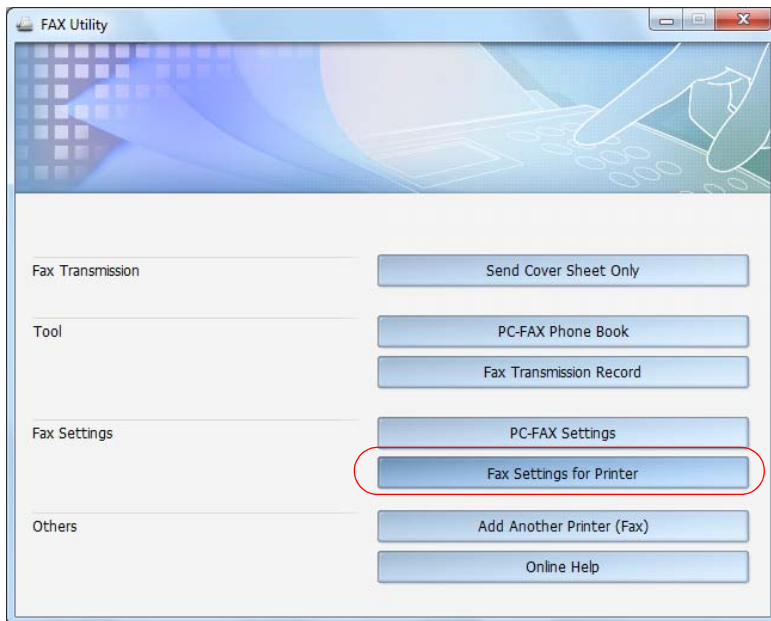 FAX Utility
Fax Transmission
Send Cover Sheet Only
Tool
PC-FAX Phone Book
Fax Transmission Record
Fax Settings
PC-FAX Settings
Fax Settings for Printer
Others
Add Another Printer (Fax)
Online Help